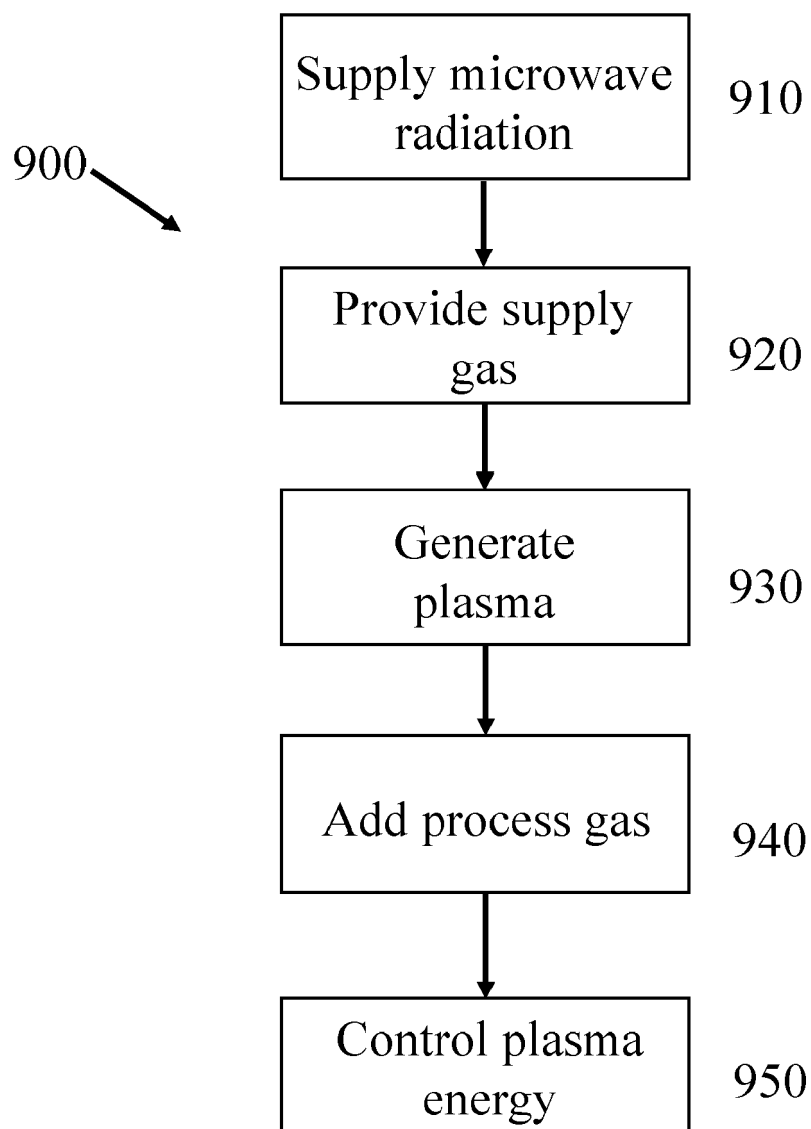 Supply microwave
radiation
910
900
Provide supply
gas
920
Generate
plasma
930
Add process gas
940
Control plasma
energy
950